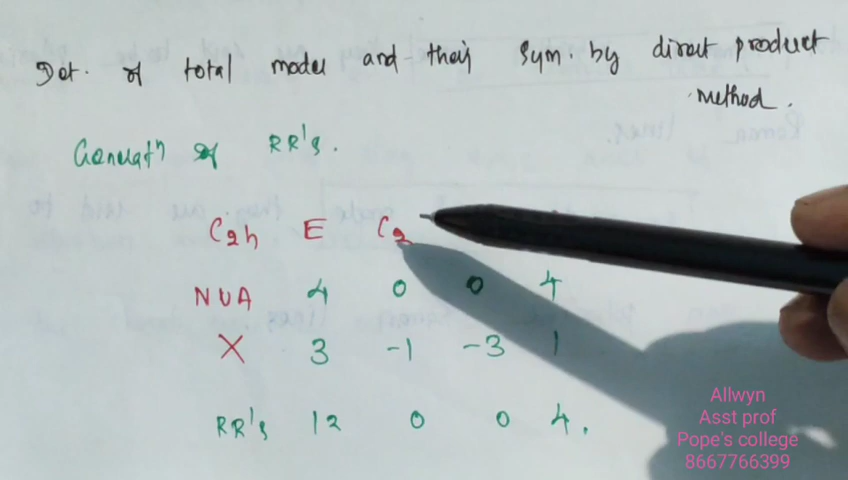 Det. of total modes and their sym. by direct product
method.
Generatn of RR's.
C2h E C2
NUA 4 0 0 4
X 3 -1 -3 1
RR's 12 0 0 4.
Allwyn
Asst prof
Pope's college
8667766399